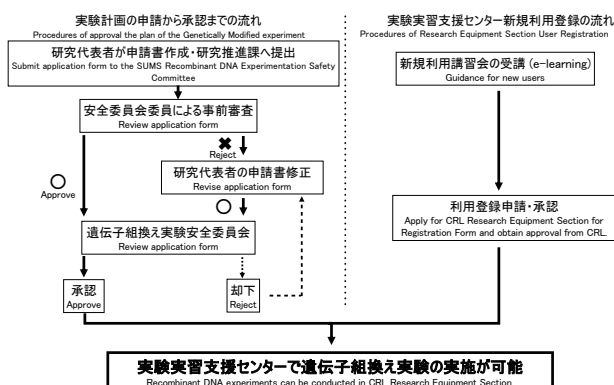 実験計画の申請から承認までの流れ
Procedures of approval the plan of the Genetically Modified experiment
研究代表者が申請書作成・研究推進課へ提出
Submit application form to the SUMS Recombinant DNA Experimentation Safety
Committee
安全委員会委員による事前審査
Review application form
Reject
研究代表者の申請書修正
Revise application form
Approve
遺伝子組換え実験安全委員会
Review application form
承認
Approve
却下
Reject
実験実習支援センター新規利用登録の流れ
Procedures of Research Equipment Section User Registration
新規利用講習会の受講 (e-learning)
Guidance for new users
利用登録申請・承認
Apply for CRL Research Equipment Section for
Registration Form and obtain approval from CRL.
実験実習支援センターで遺伝子組換え実験の実施が可能
Recombinant DNA experiments can be conducted in CRL Research Equipment Section